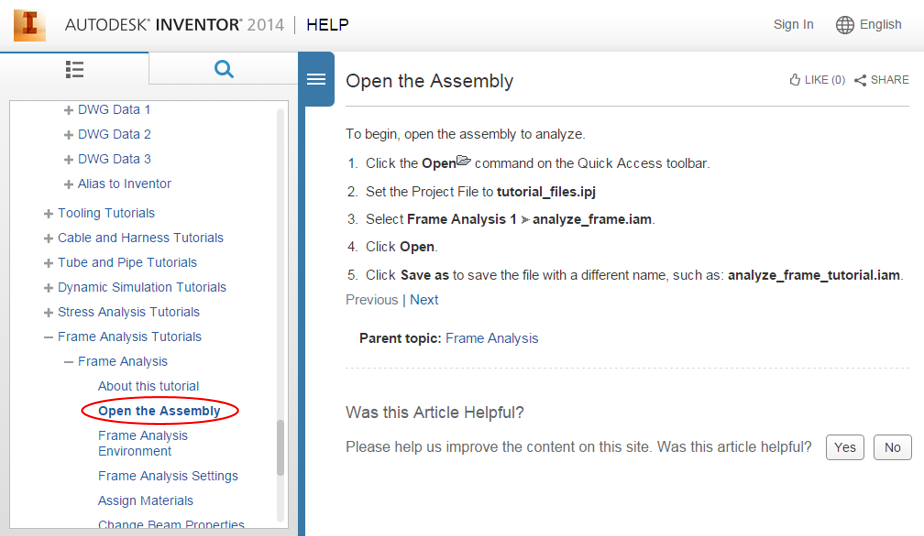 AUTODESK® INVENTOR® 2014 | HELP
Sign In
English
DWG Data 1
DWG Data 2
DWG Data 3
Alias to Inventor
Tooling Tutorials
Cable and Harness Tutorials
Tube and Pipe Tutorials
Dynamic Simulation Tutorials
Stress Analysis Tutorials
Frame Analysis Tutorials
Frame Analysis
About this tutorial
Open the Assembly
Frame Analysis
Environment
Frame Analysis Settings
Assign Materials
Change Beam Properties
Open the Assembly
LIKE (0)
SHARE
To begin, open the assembly to analyze.
1. Click the Open command on the Quick Access toolbar.
2. Set the Project File to tutorial_files.ipj
3. Select Frame Analysis 1 ➤ analyze_frame.iam.
4. Click Open.
5. Click Save as to save the file with a different name, such as: analyze_frame_tutorial.iam.
Previous | Next
Parent topic: Frame Analysis
Was this Article Helpful?
Please help us improve the content on this site. Was this article helpful?
Yes
No